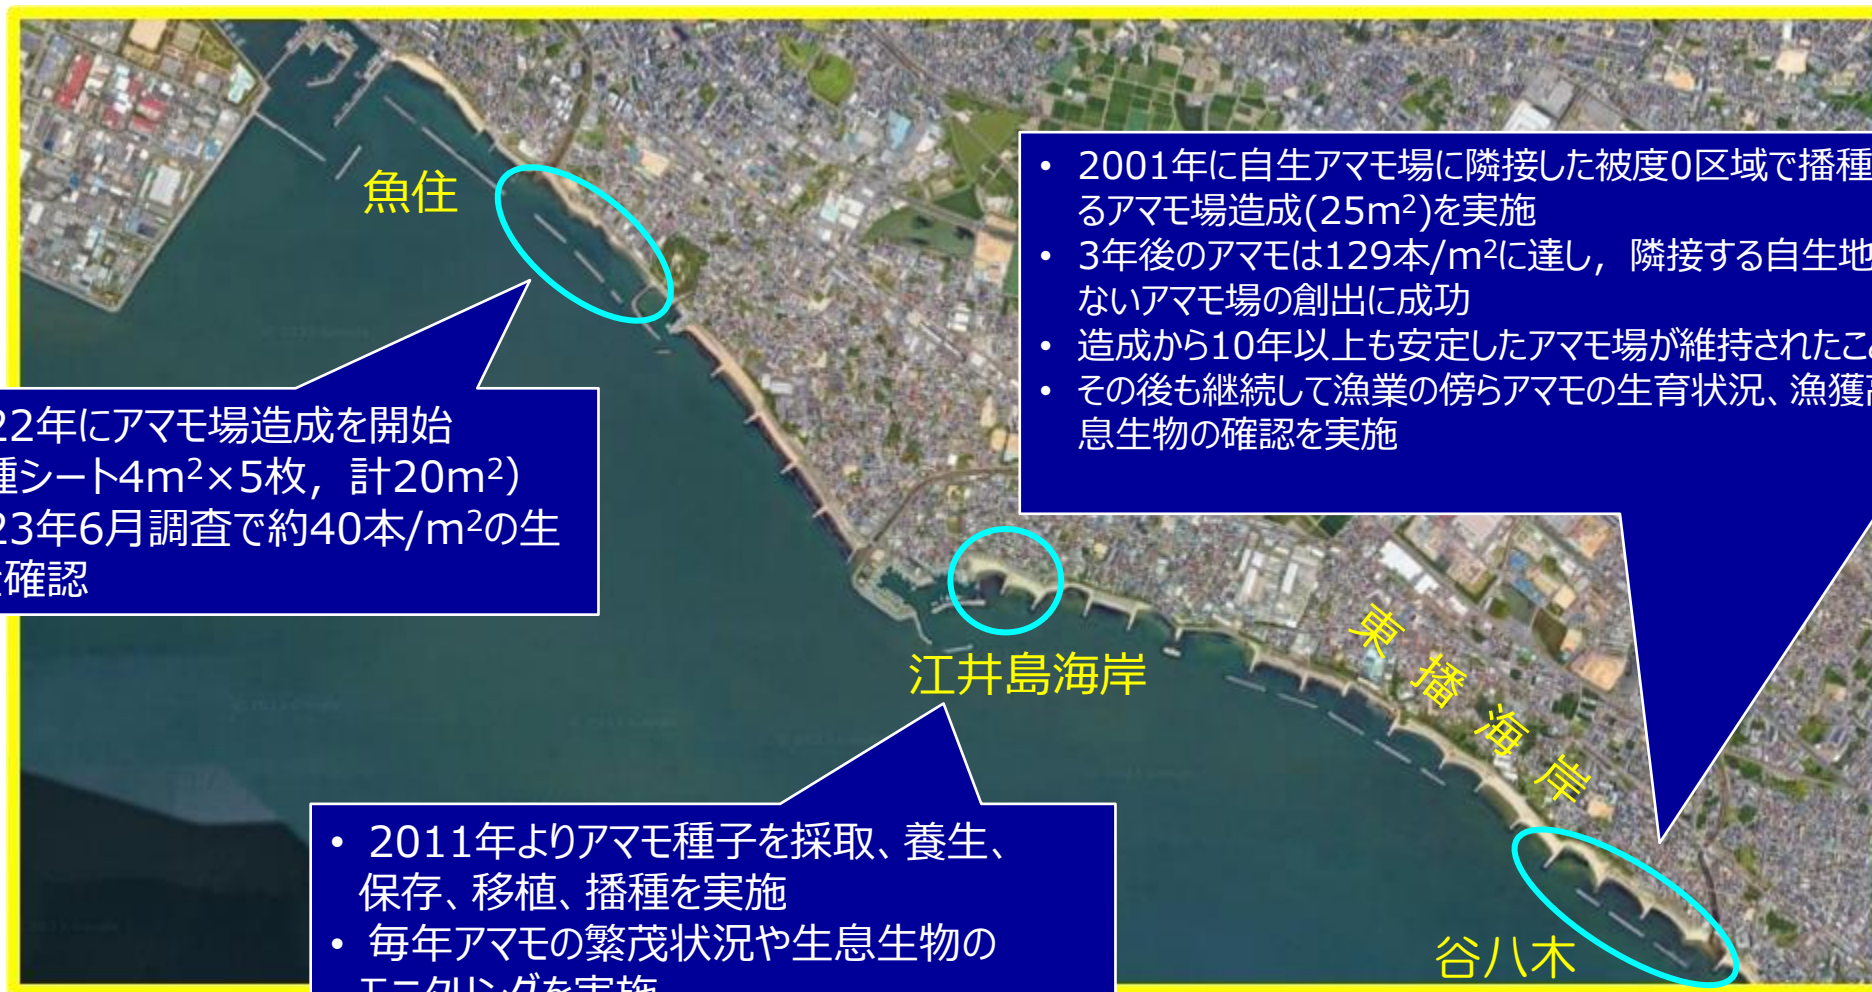 魚住
22年にアマモ場造成を開始
種シート4m²×5枚，計20m²）
23年6月調査で約40本/m²の生
確認
• 2001年に自生アマモ場に隣接した被度0区域で播種
るアマモ場造成(25m²)を実施
• 3年後のアマモは129本/m²に達し，隣接する自生地
ないアマモ場の創出に成功
• 造成から10年以上も安定したアマモ場が維持されたこ
• その後も継続して漁業の傍らアマモの生育状況、漁獲
息生物の確認を実施
江井島海岸
東播海岸
• 2011年よりアマモ種子を採取、養生、
保存、移植、播種を実施
• 毎年アマモの繁茂状況や生息生物の
モニタリングを実施
谷八木